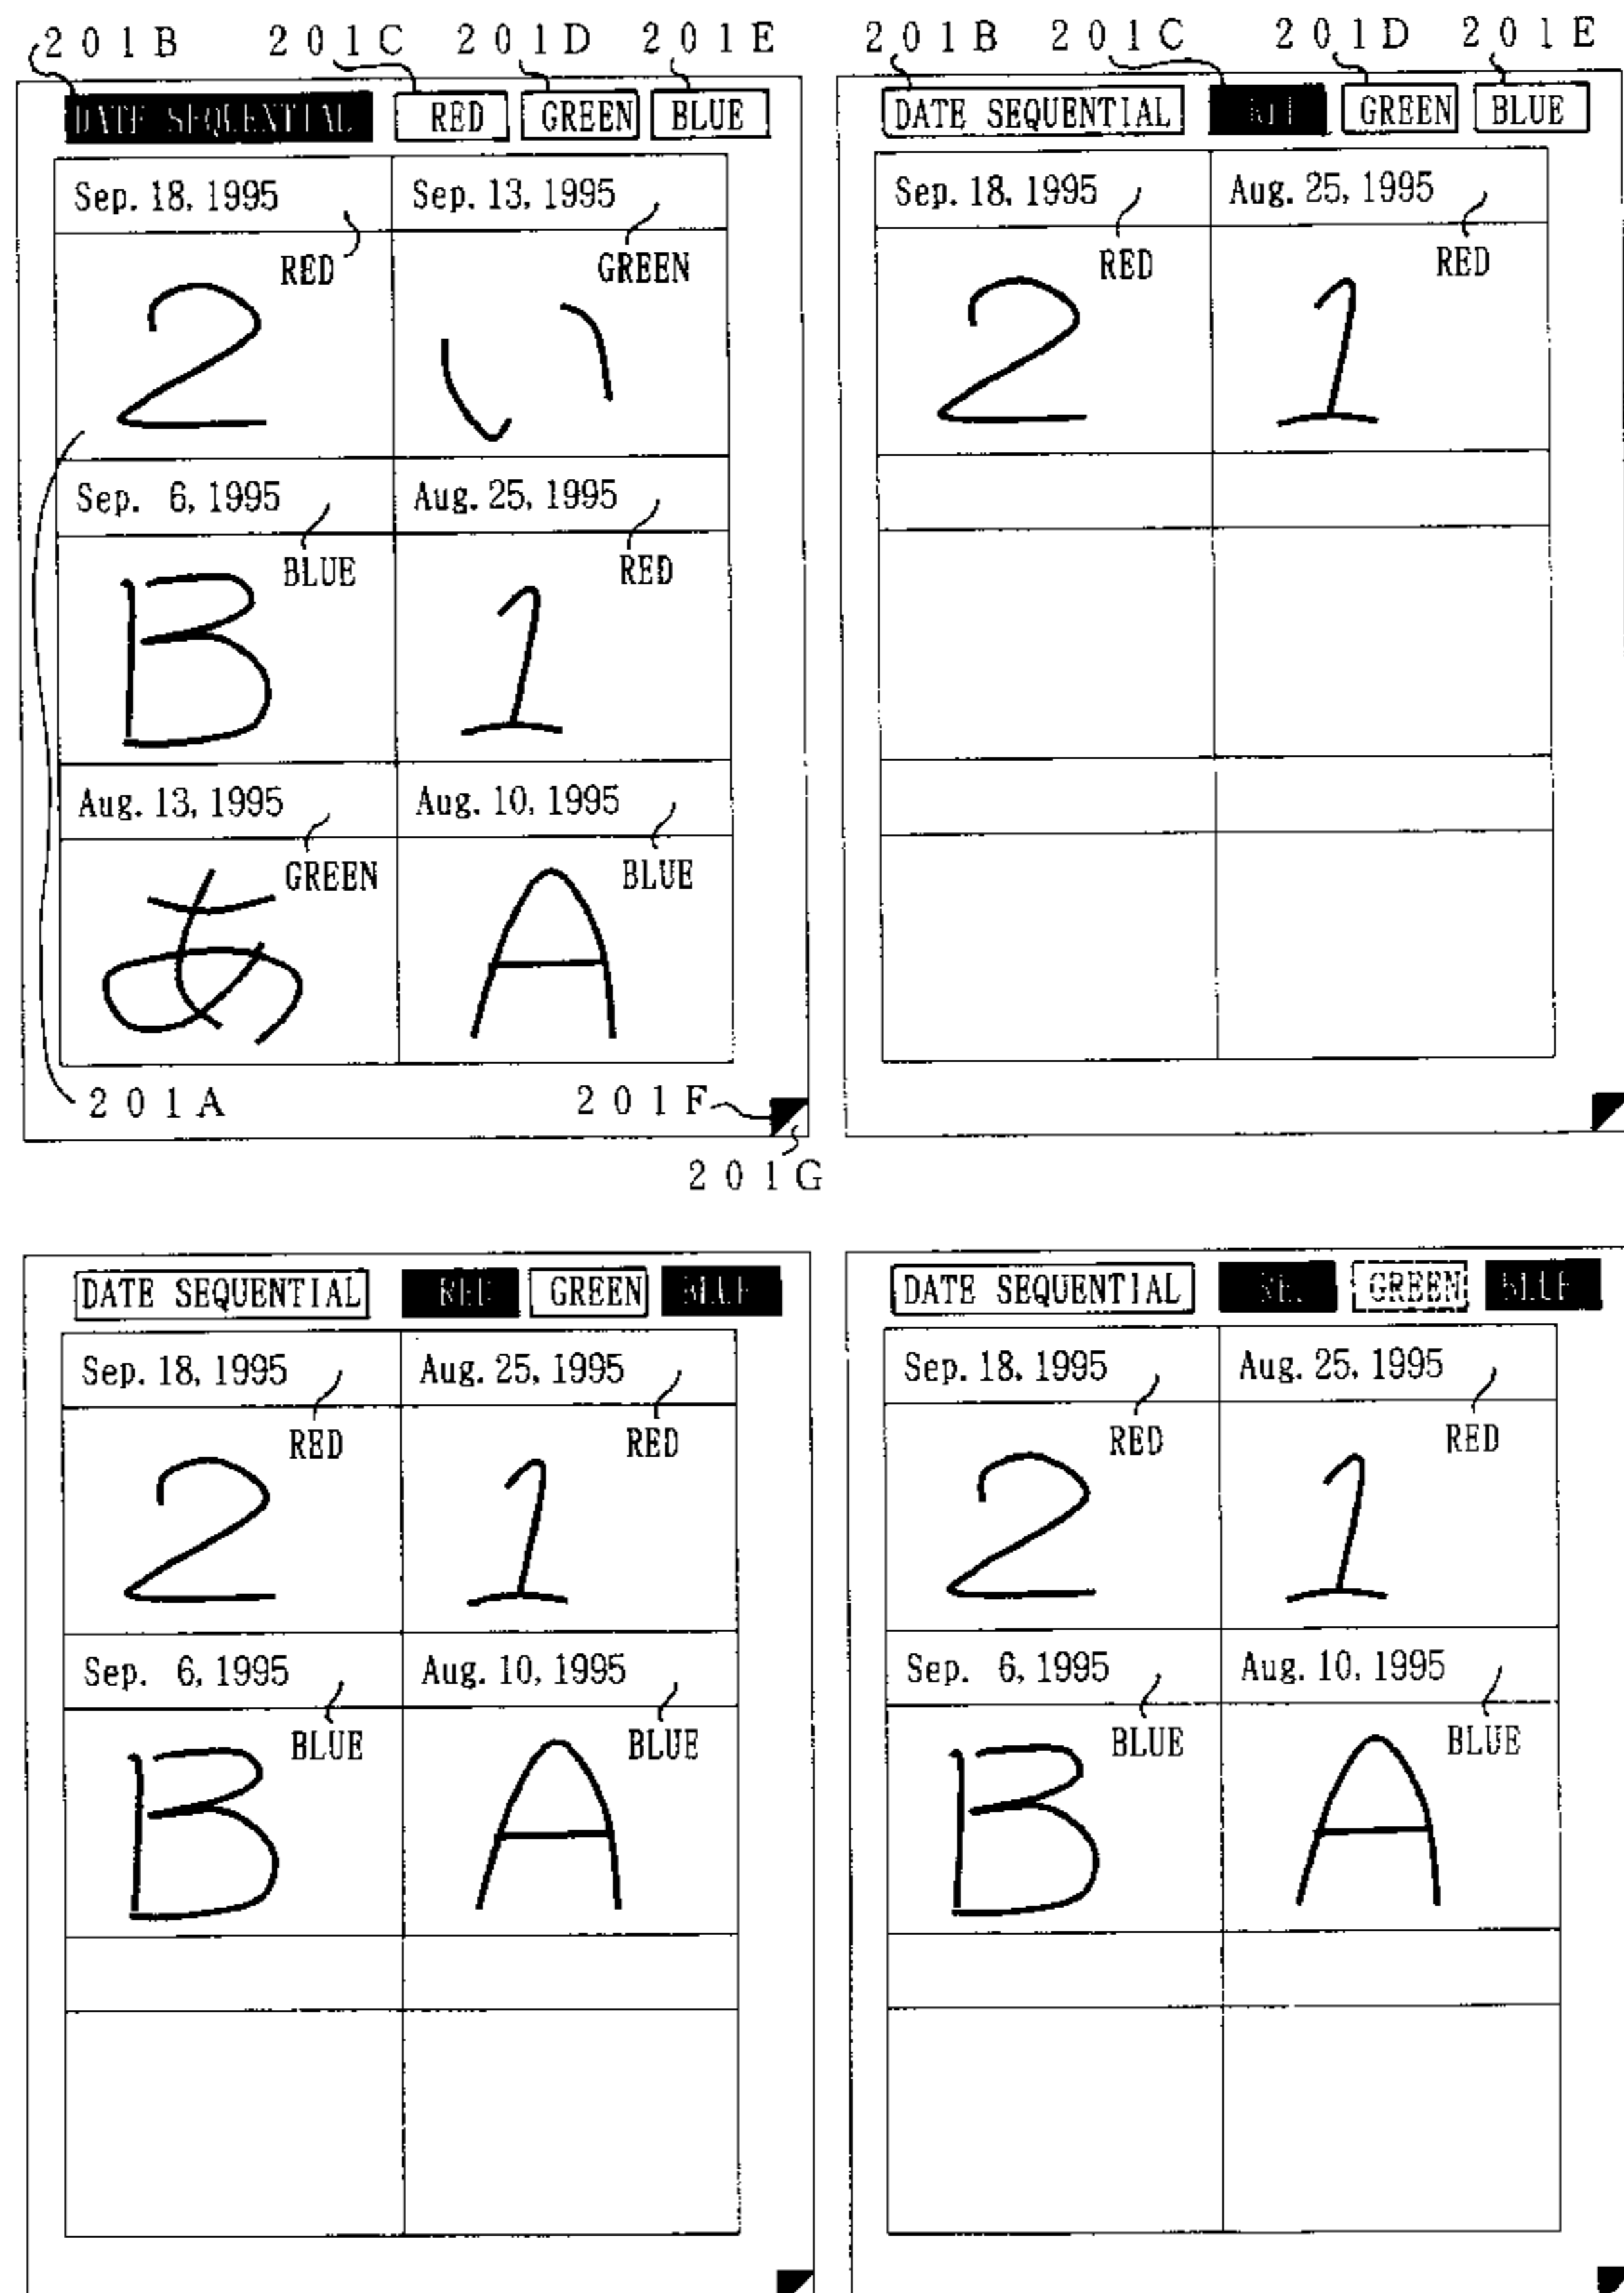 201B 201C 201D 201E
DATE SEQUENTIAL RED GREEN BLUE
Sep. 18, 1995 Sep. 13, 1995
RED GREEN
2 い
Sep. 6, 1995 Aug. 25, 1995
BLUE RED
B 1
Aug. 13, 1995 Aug. 10, 1995
GREEN BLUE
あ A
201A 201F
201G
201B 201C 201D 201E
DATE SEQUENTIAL RED GREEN BLUE
Sep. 18, 1995 Aug. 25, 1995
RED RED
2 1
DATE SEQUENTIAL RED GREEN BLUE
Sep. 18, 1995 Aug. 25, 1995
RED RED
2 1
Sep. 6, 1995 Aug. 10, 1995
BLUE BLUE
B A
DATE SEQUENTIAL RED GREEN BLUE
Sep. 18, 1995 Aug. 25, 1995
RED RED
2 1
Sep. 6, 1995 Aug. 10, 1995
BLUE BLUE
B A